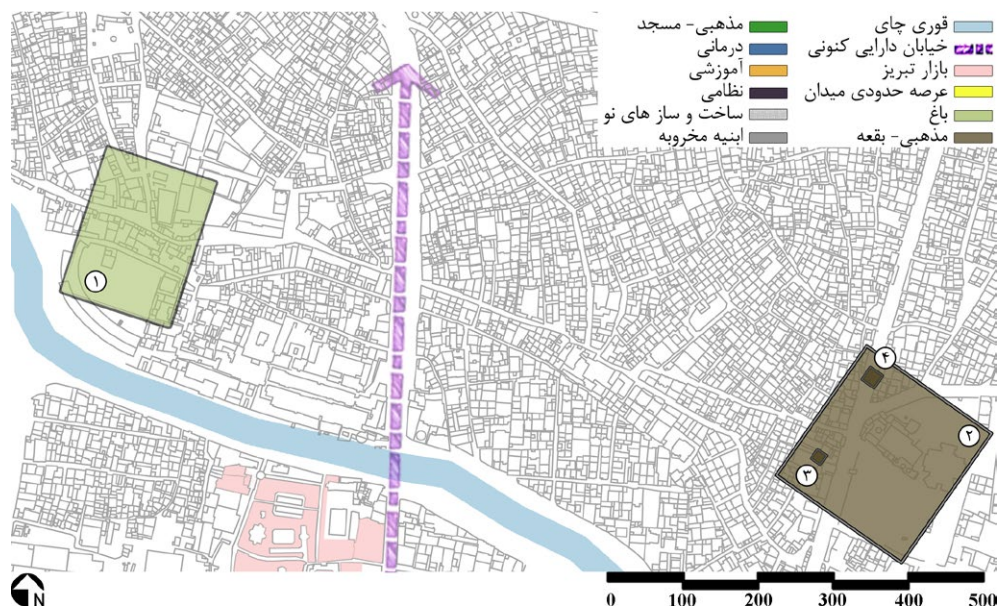 قوری چای
خیابان دارایی کنونی
بازار تبریز
عرصه حدودی میدان
باغ
مذهبی- بقعه
مذهبی- مسجد
درمانی
آموزشی
نظامی
ساخت و ساز های نو
ابنیه مخروبه
۱
۴
۲
۳
N
0 100 200 300 400 500